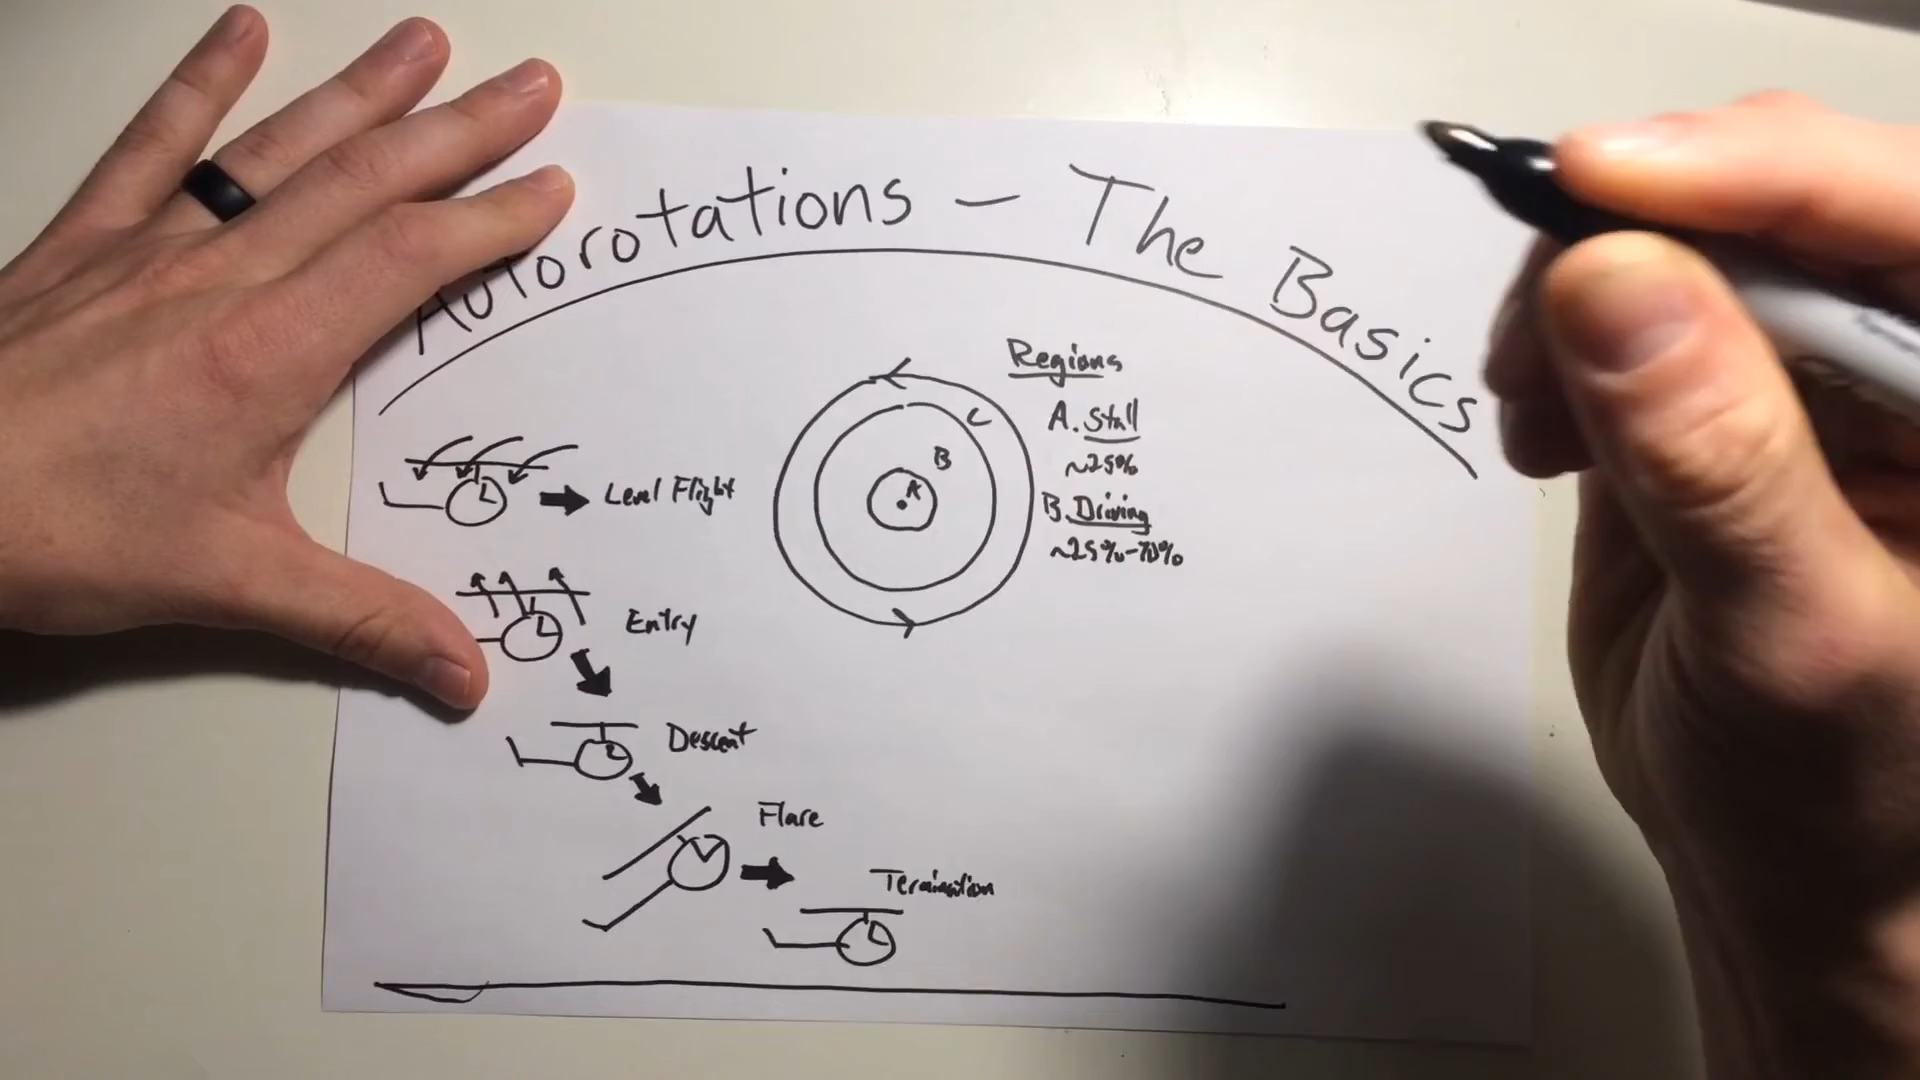 Autorotations - The Basics
Level Flight
Entry
Descent
Flare
Termination
A
B
C
Regions
A. Stall
~25%
B. Driving
~25%-70%